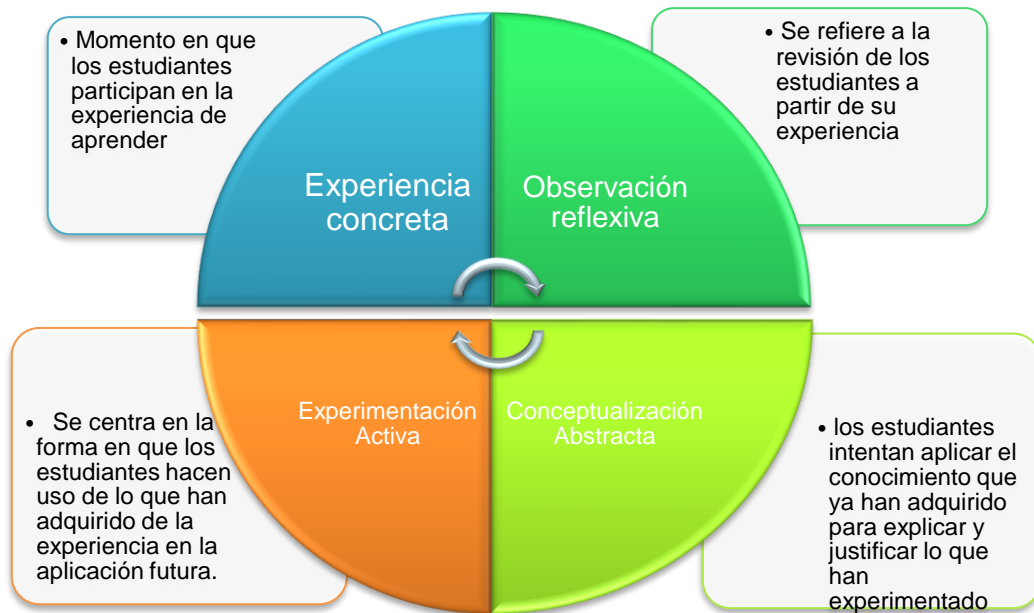 • Momento en que
los estudiantes
participan en la
experiencia de
aprender
• Se refiere a la
revisión de los
estudiantes a
partir de su
experiencia
Experiencia
concreta
Observación
reflexiva
Experimentación
Activa
Conceptualización
Abstracta
• Se centra en la
forma en que los
estudiantes hacen
uso de lo que han
adquirido de la
experiencia en la
aplicación futura.
• los estudiantes
intentan aplicar el
conocimiento que
ya han adquirido
para explicar y
justificar lo que
han
experimentado